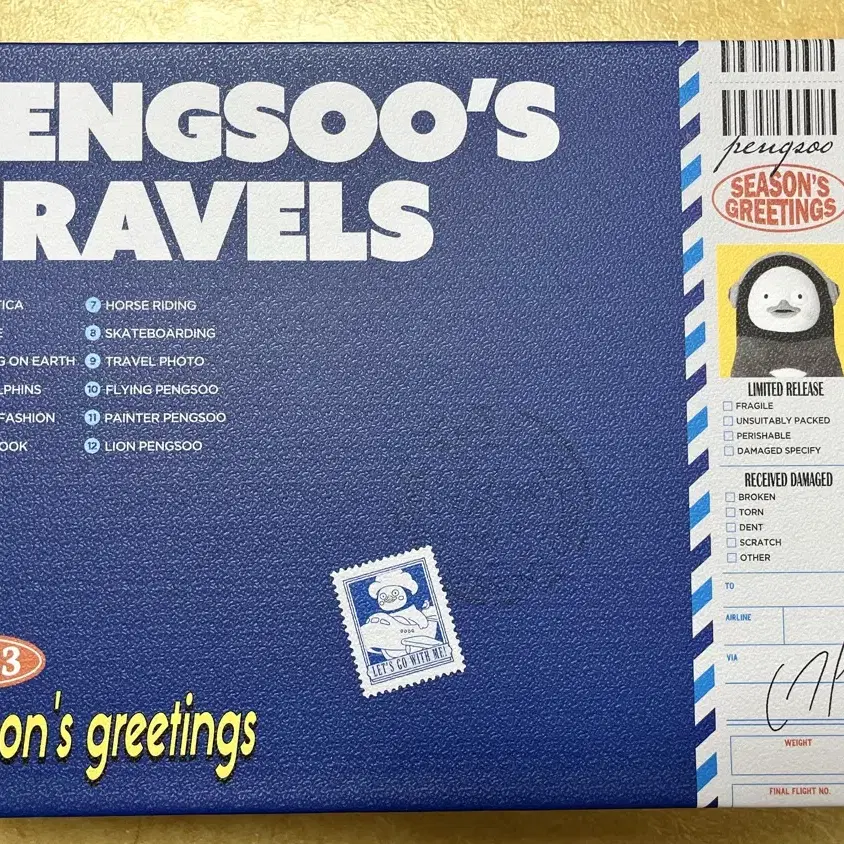 ENGSOO'S
RAVELS
TICA
E
G ON EARTH
LPHINS
FASHION
OOK
7 HORSE RIDING
8 SKATEBOARDING
9 TRAVEL PHOTO
10 FLYING PENGSOO
11 PAINTER PENGSOO
12 LION PENGSOO
LET'S GO WITH ME!
3
on's greetings
pengsoo
SEASON'S
GREETINGS
LIMITED RELEASE
FRAGILE
UNSUITABLY PACKED
PERISHABLE
DAMAGED SPECIFY
RECEIVED DAMAGED
BROKEN
TORN
DENT
SCRATCH
OTHER
TO
AIRLINE
VIA
WEIGHT
FINAL FLIGHT NO.